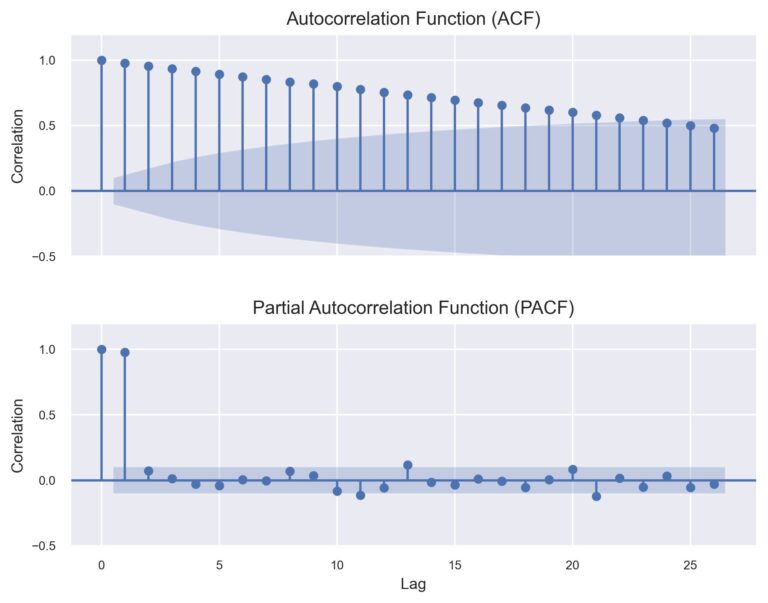 Autocorrelation Function (ACF)
1.0
0.5
0.0
−0.5
Correlation
Partial Autocorrelation Function (PACF)
1.0
0.5
0.0
−0.5
Correlation
0 5 10 15 20 25
Lag